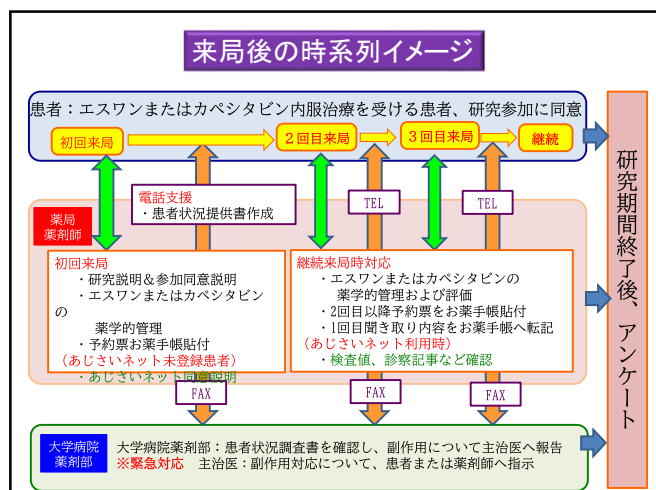 来局後の時系列イメージ
患者：エスワンまたはカペシタビン内服治療を受ける患者、研究参加に同意
初回来局
２回目来局
３回目来局
継続
電話支援
・患者状況提供書作成
TEL
TEL
薬局
薬剤師
初回来局
・研究説明＆参加同意説明
・エスワンまたはカペシタビン
の
薬学的管理
・予約票お薬手帳貼付
（あじさいネット未登録患者）
・あじさいネット同意説明
継続来局時対応
・エスワンまたはカペシタビンの
薬学的管理および評価
・2回目以降予約票をお薬手帳貼付
・1回目聞き取り内容をお薬手帳へ転記
（あじさいネット利用時）
・検査値、診察記事など確認
FAX
FAX
FAX
大学病院
薬剤部
大学病院薬剤部：患者状況調査書を確認し、副作用について主治医へ報告
※緊急対応　主治医：副作用対応について、患者または薬剤師へ指示
研究期間終了後、アンケート